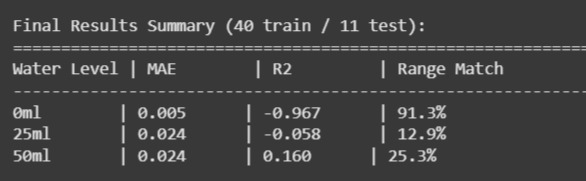 Final Results Summary (40 train / 11 test):
============================================================
Water Level | MAE | R2 | Range Match
------------------------------------------------------------
0ml | 0.005 | -0.967 | 91.3%
25ml | 0.024 | -0.058 | 12.9%
50ml | 0.024 | 0.160 | 25.3%